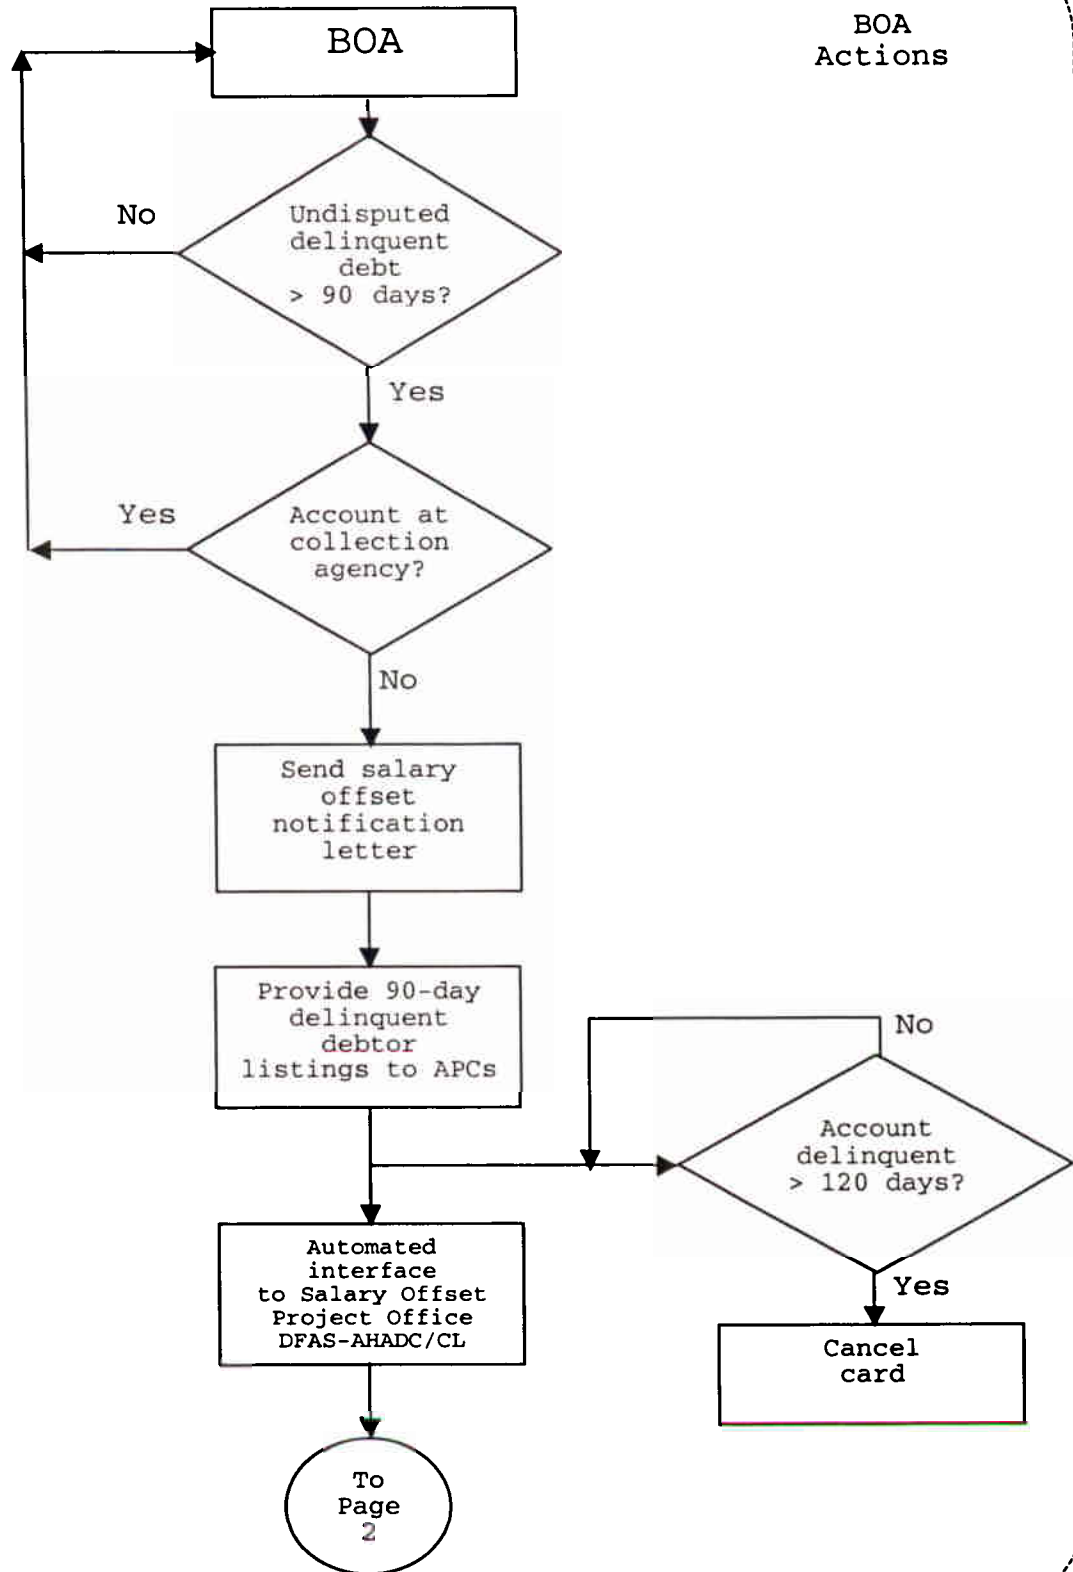 BOA
BOA
Actions
No
Undisputed
delinquent
debt
> 90 days?
Yes
Yes
Account at
collection
agency?
No
Send salary
offset
notification
letter
Provide 90-day
delinquent
debtor
listings to APCs
No
Account
delinquent
> 120 days?
Automated
interface
to Salary Offset
Project Office
DFAS-AHADC/CL
Yes
Cancel
card
To
Page
2